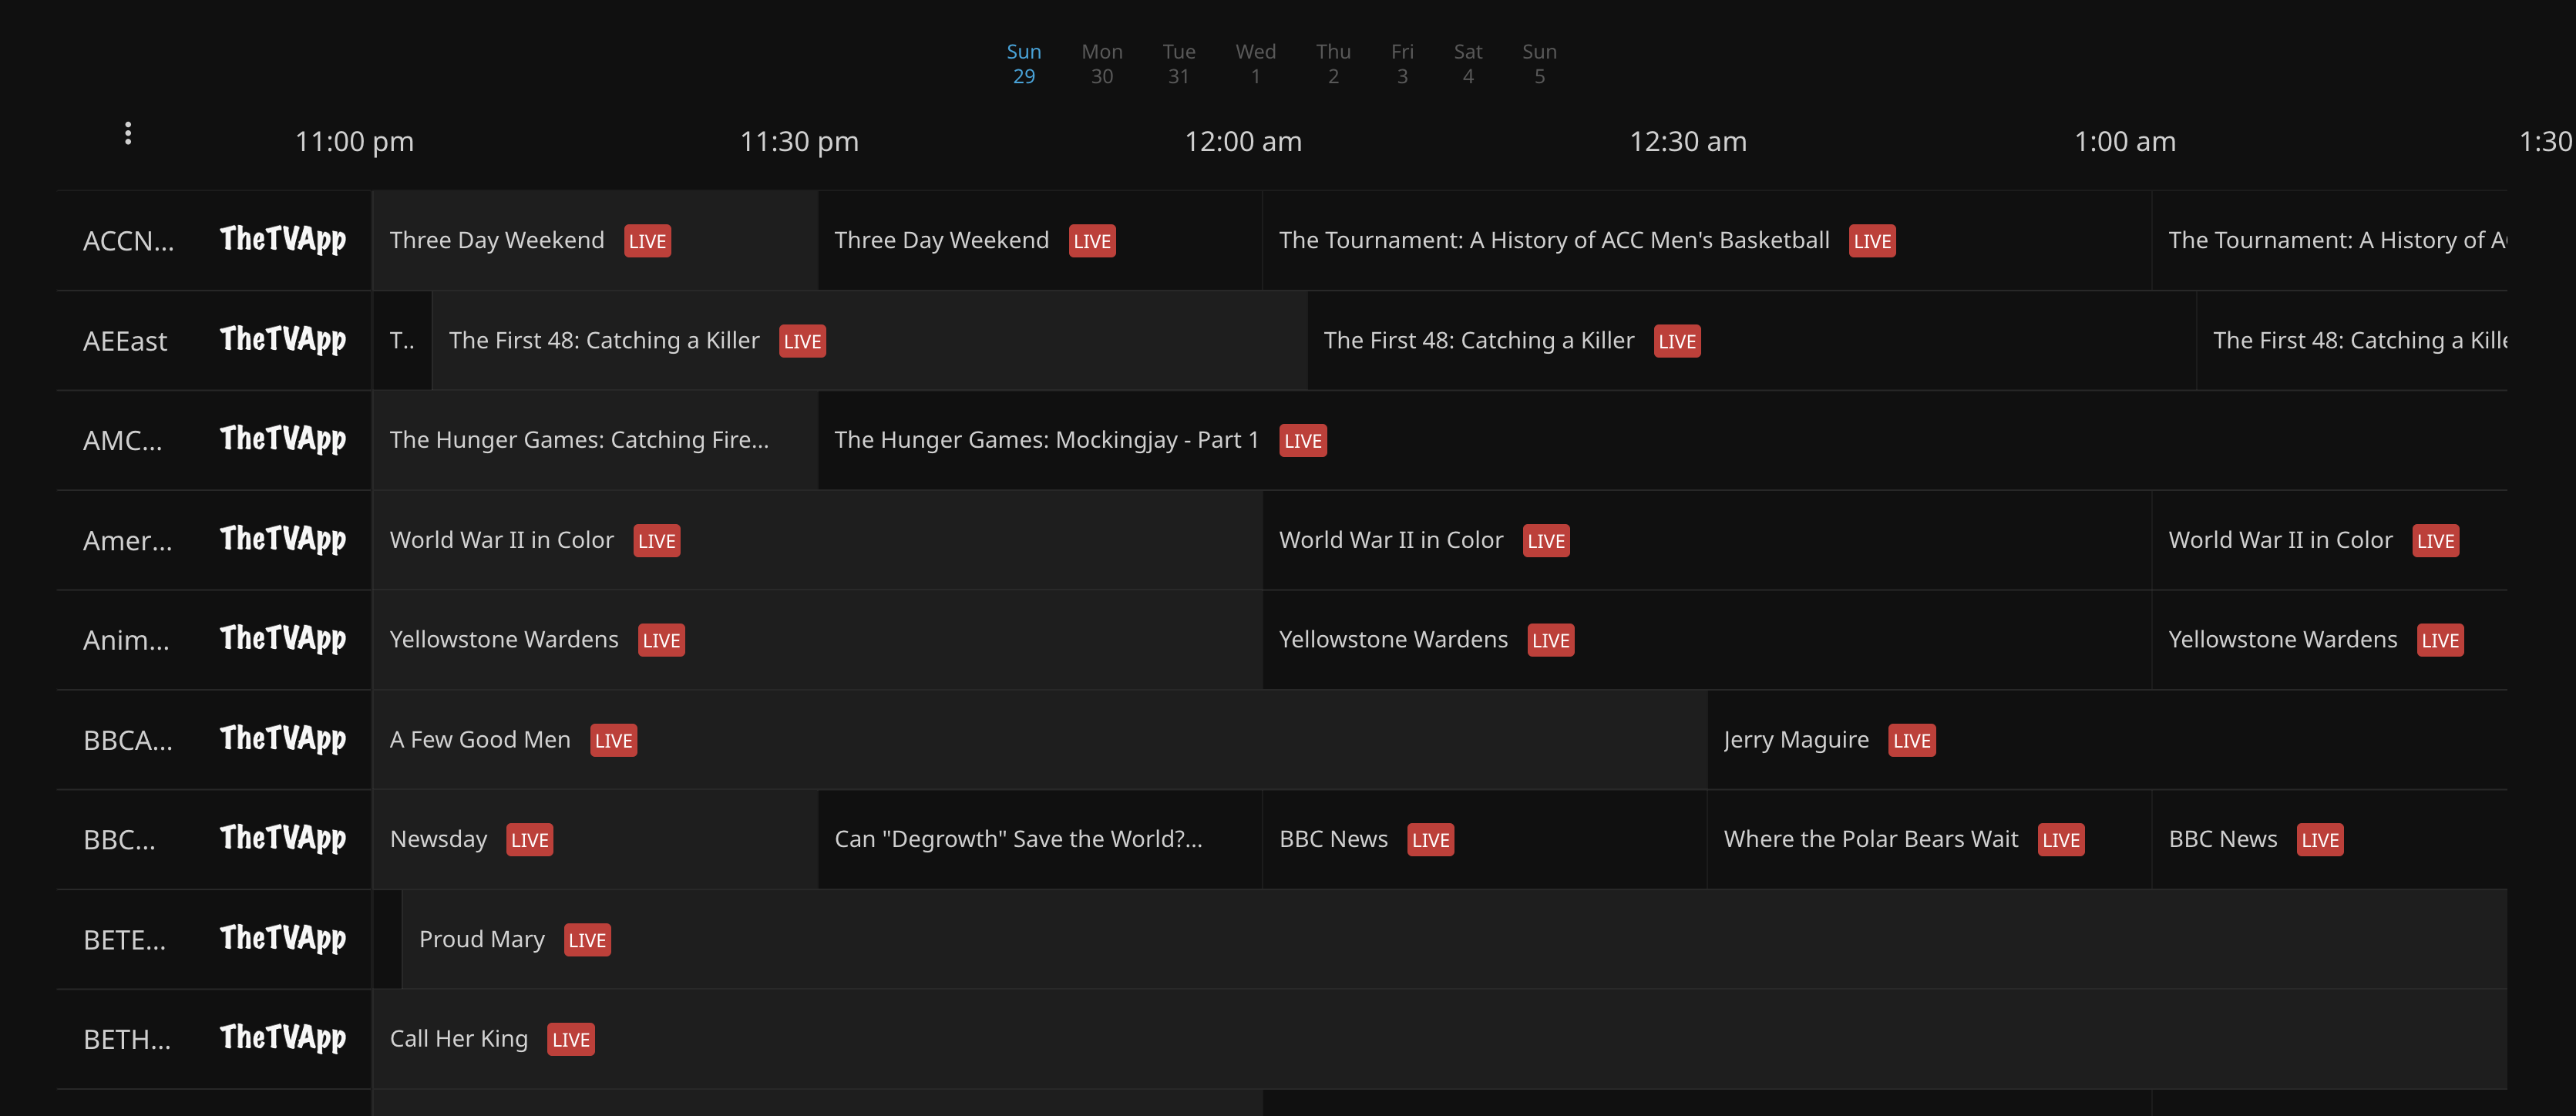 Sun Mon Tue Wed Thu Fri Sat Sun
29 30 31 1 2 3 4 5
11:00 pm 11:30 pm 12:00 am 12:30 am 1:00 am 1:30
ACCN... TheTVApp Three Day Weekend LIVE Three Day Weekend LIVE The Tournament: A History of ACC Men's Basketball LIVE The Tournament: A History of A
AEEast TheTVApp T.. The First 48: Catching a Killer LIVE The First 48: Catching a Killer LIVE The First 48: Catching a Kille
AMC... TheTVApp The Hunger Games: Catching Fire... The Hunger Games: Mockingjay - Part 1 LIVE
Amer... TheTVApp World War II in Color LIVE World War II in Color LIVE World War II in Color LIVE
Anim... TheTVApp Yellowstone Wardens LIVE Yellowstone Wardens LIVE Yellowstone Wardens LIVE
BBCA... TheTVApp A Few Good Men LIVE Jerry Maguire LIVE
BBC... TheTVApp Newsday LIVE Can "Degrowth" Save the World?... BBC News LIVE Where the Polar Bears Wait LIVE BBC News LIVE
BETE... TheTVApp Proud Mary LIVE
BETH... TheTVApp Call Her King LIVE